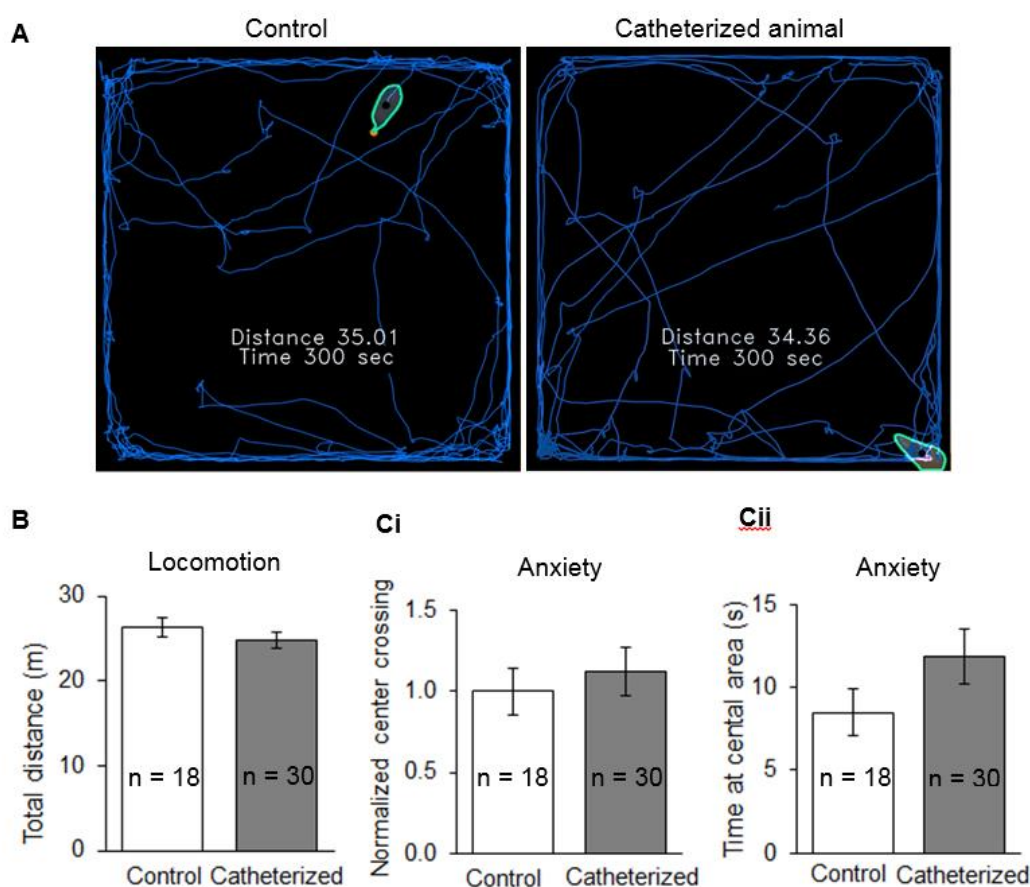 A
Control
Catheterized animal
Distance 35.01
Time 300 sec
Distance 34.36
Time 300 sec
B
Locomotion
Total distance (m)
30
20
10
0
n = 18
n = 30
Control
Catheterized
Ci
Anxiety
Normalized center crossing
1.5
1.0
0.5
0.0
n = 18
n = 30
Control
Catheterized
Cii
Anxiety
Time at cental area (s)
15
10
5
0
n = 18
n = 30
Control
Catheterized